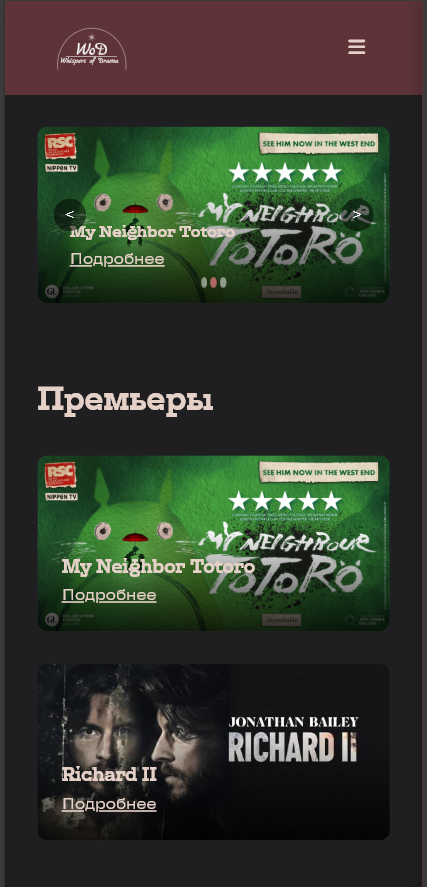 WoD
Whispers of Drama
RSC
NIPPON TV
SEE HIM NOW IN THE WEST END
MY NEIGHBOUR
TOTORO
<
>
My Neighbor Totoro
Подробнее
GL
Премьеры
RSC
NIPPON TV
SEE HIM NOW IN THE WEST END
MY NEIGHBOUR
TOTORO
My Neighbor Totoro
Подробнее
GL
JONATHAN BAILEY
RICHARD II
Richard II
Подробнее